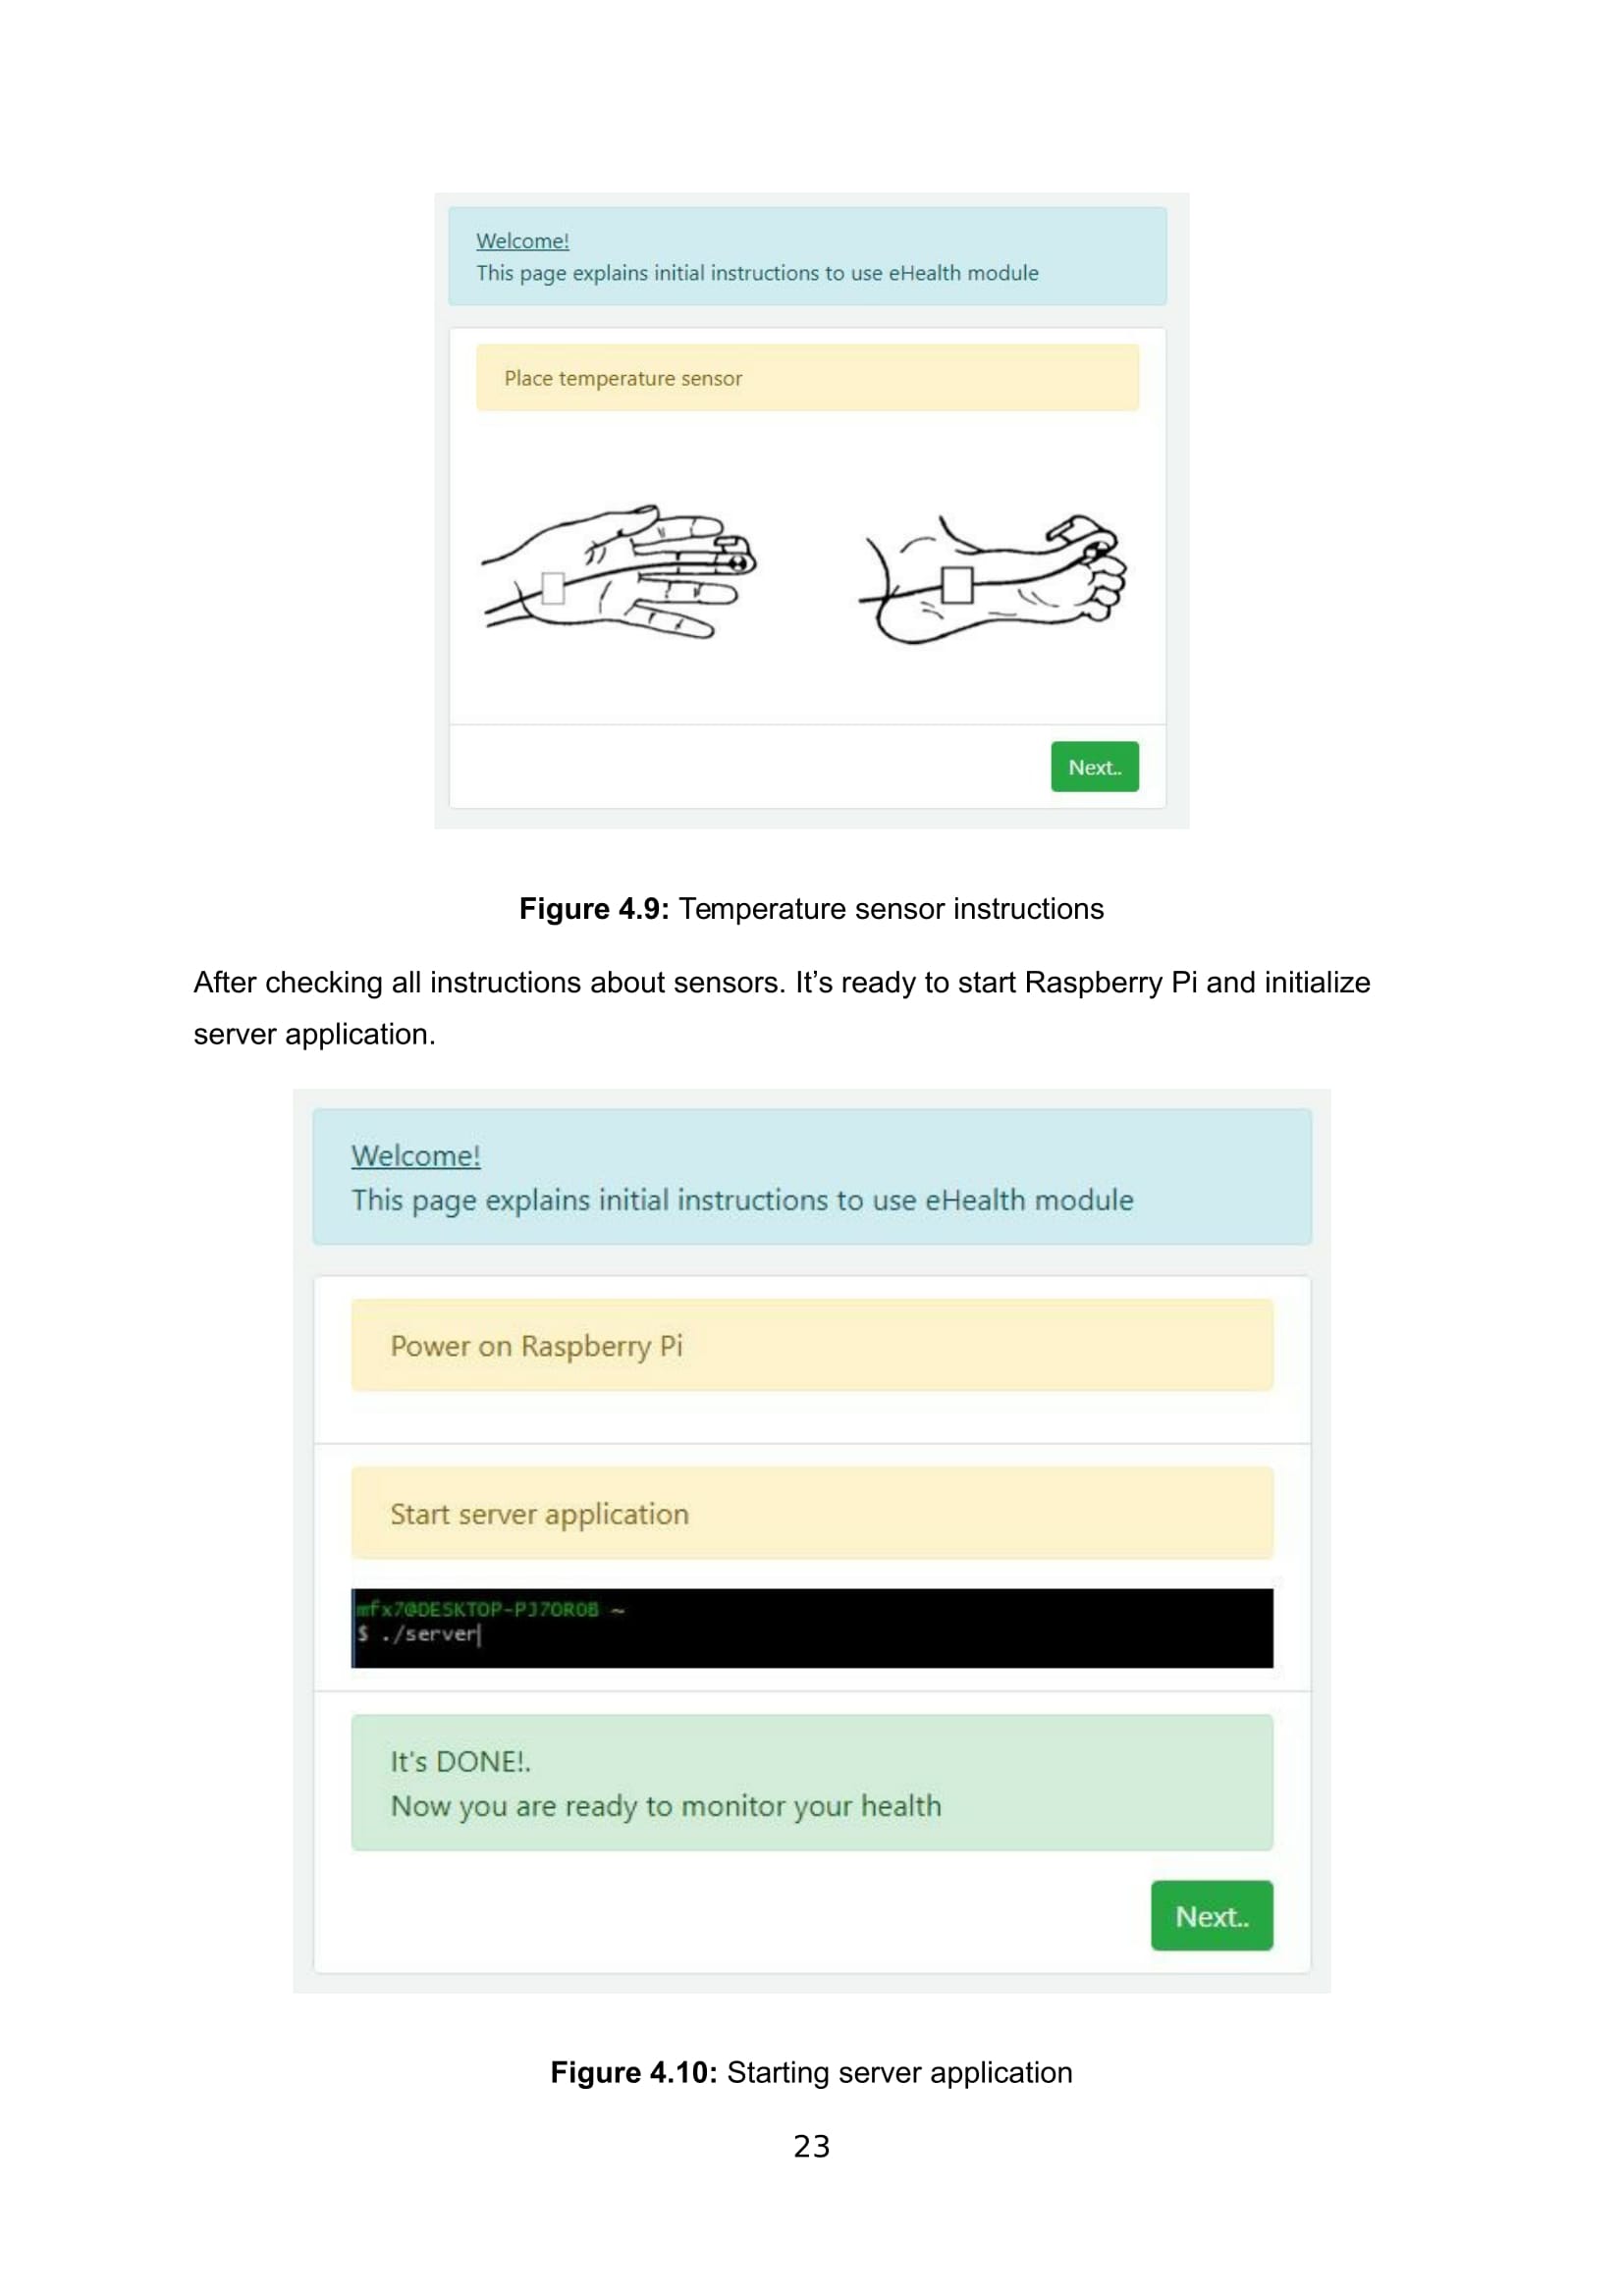 Welcome!
This page explains initial instructions to use eHealth module
Place temperature sensor
Next..
Figure 4.9: Temperature sensor instructions
After checking all instructions about sensors. It’s ready to start Raspberry Pi and initialize
server application.
Welcome!
This page explains initial instructions to use eHealth module
Power on Raspberry Pi
Start server application
mfx7@DESKTOP-PJ7OR0B ~
$ ./server
It's DONE!.
Now you are ready to monitor your health
Next..
Figure 4.10: Starting server application
23